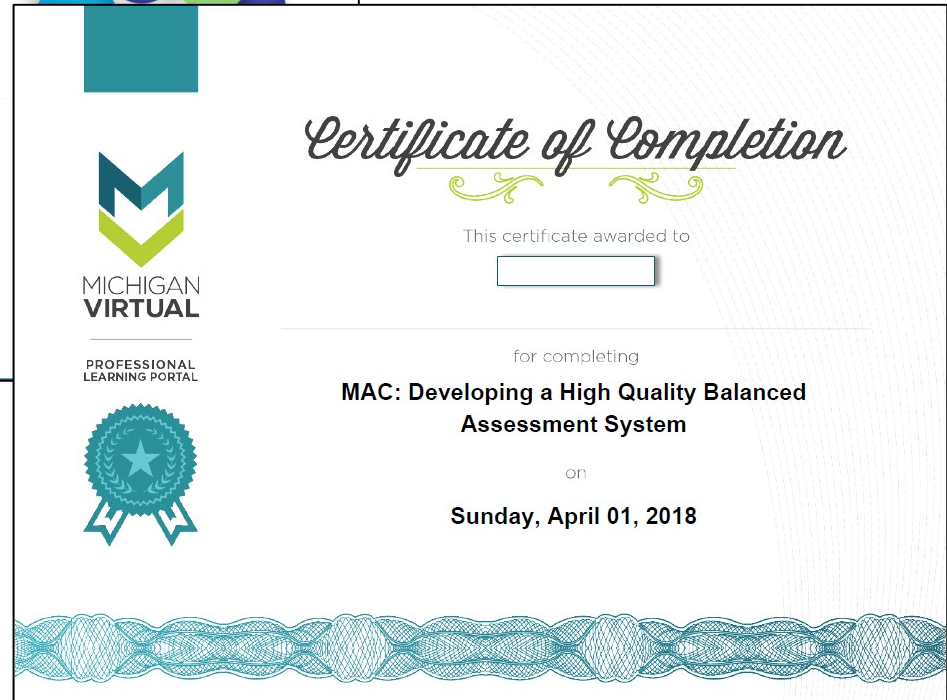 Certificate of Completion
This certificate awarded to
MICHIGAN
VIRTUAL
PROFESSIONAL
LEARNING PORTAL
for completing
MAC: Developing a High Quality Balanced
Assessment System
on
Sunday, April 01, 2018